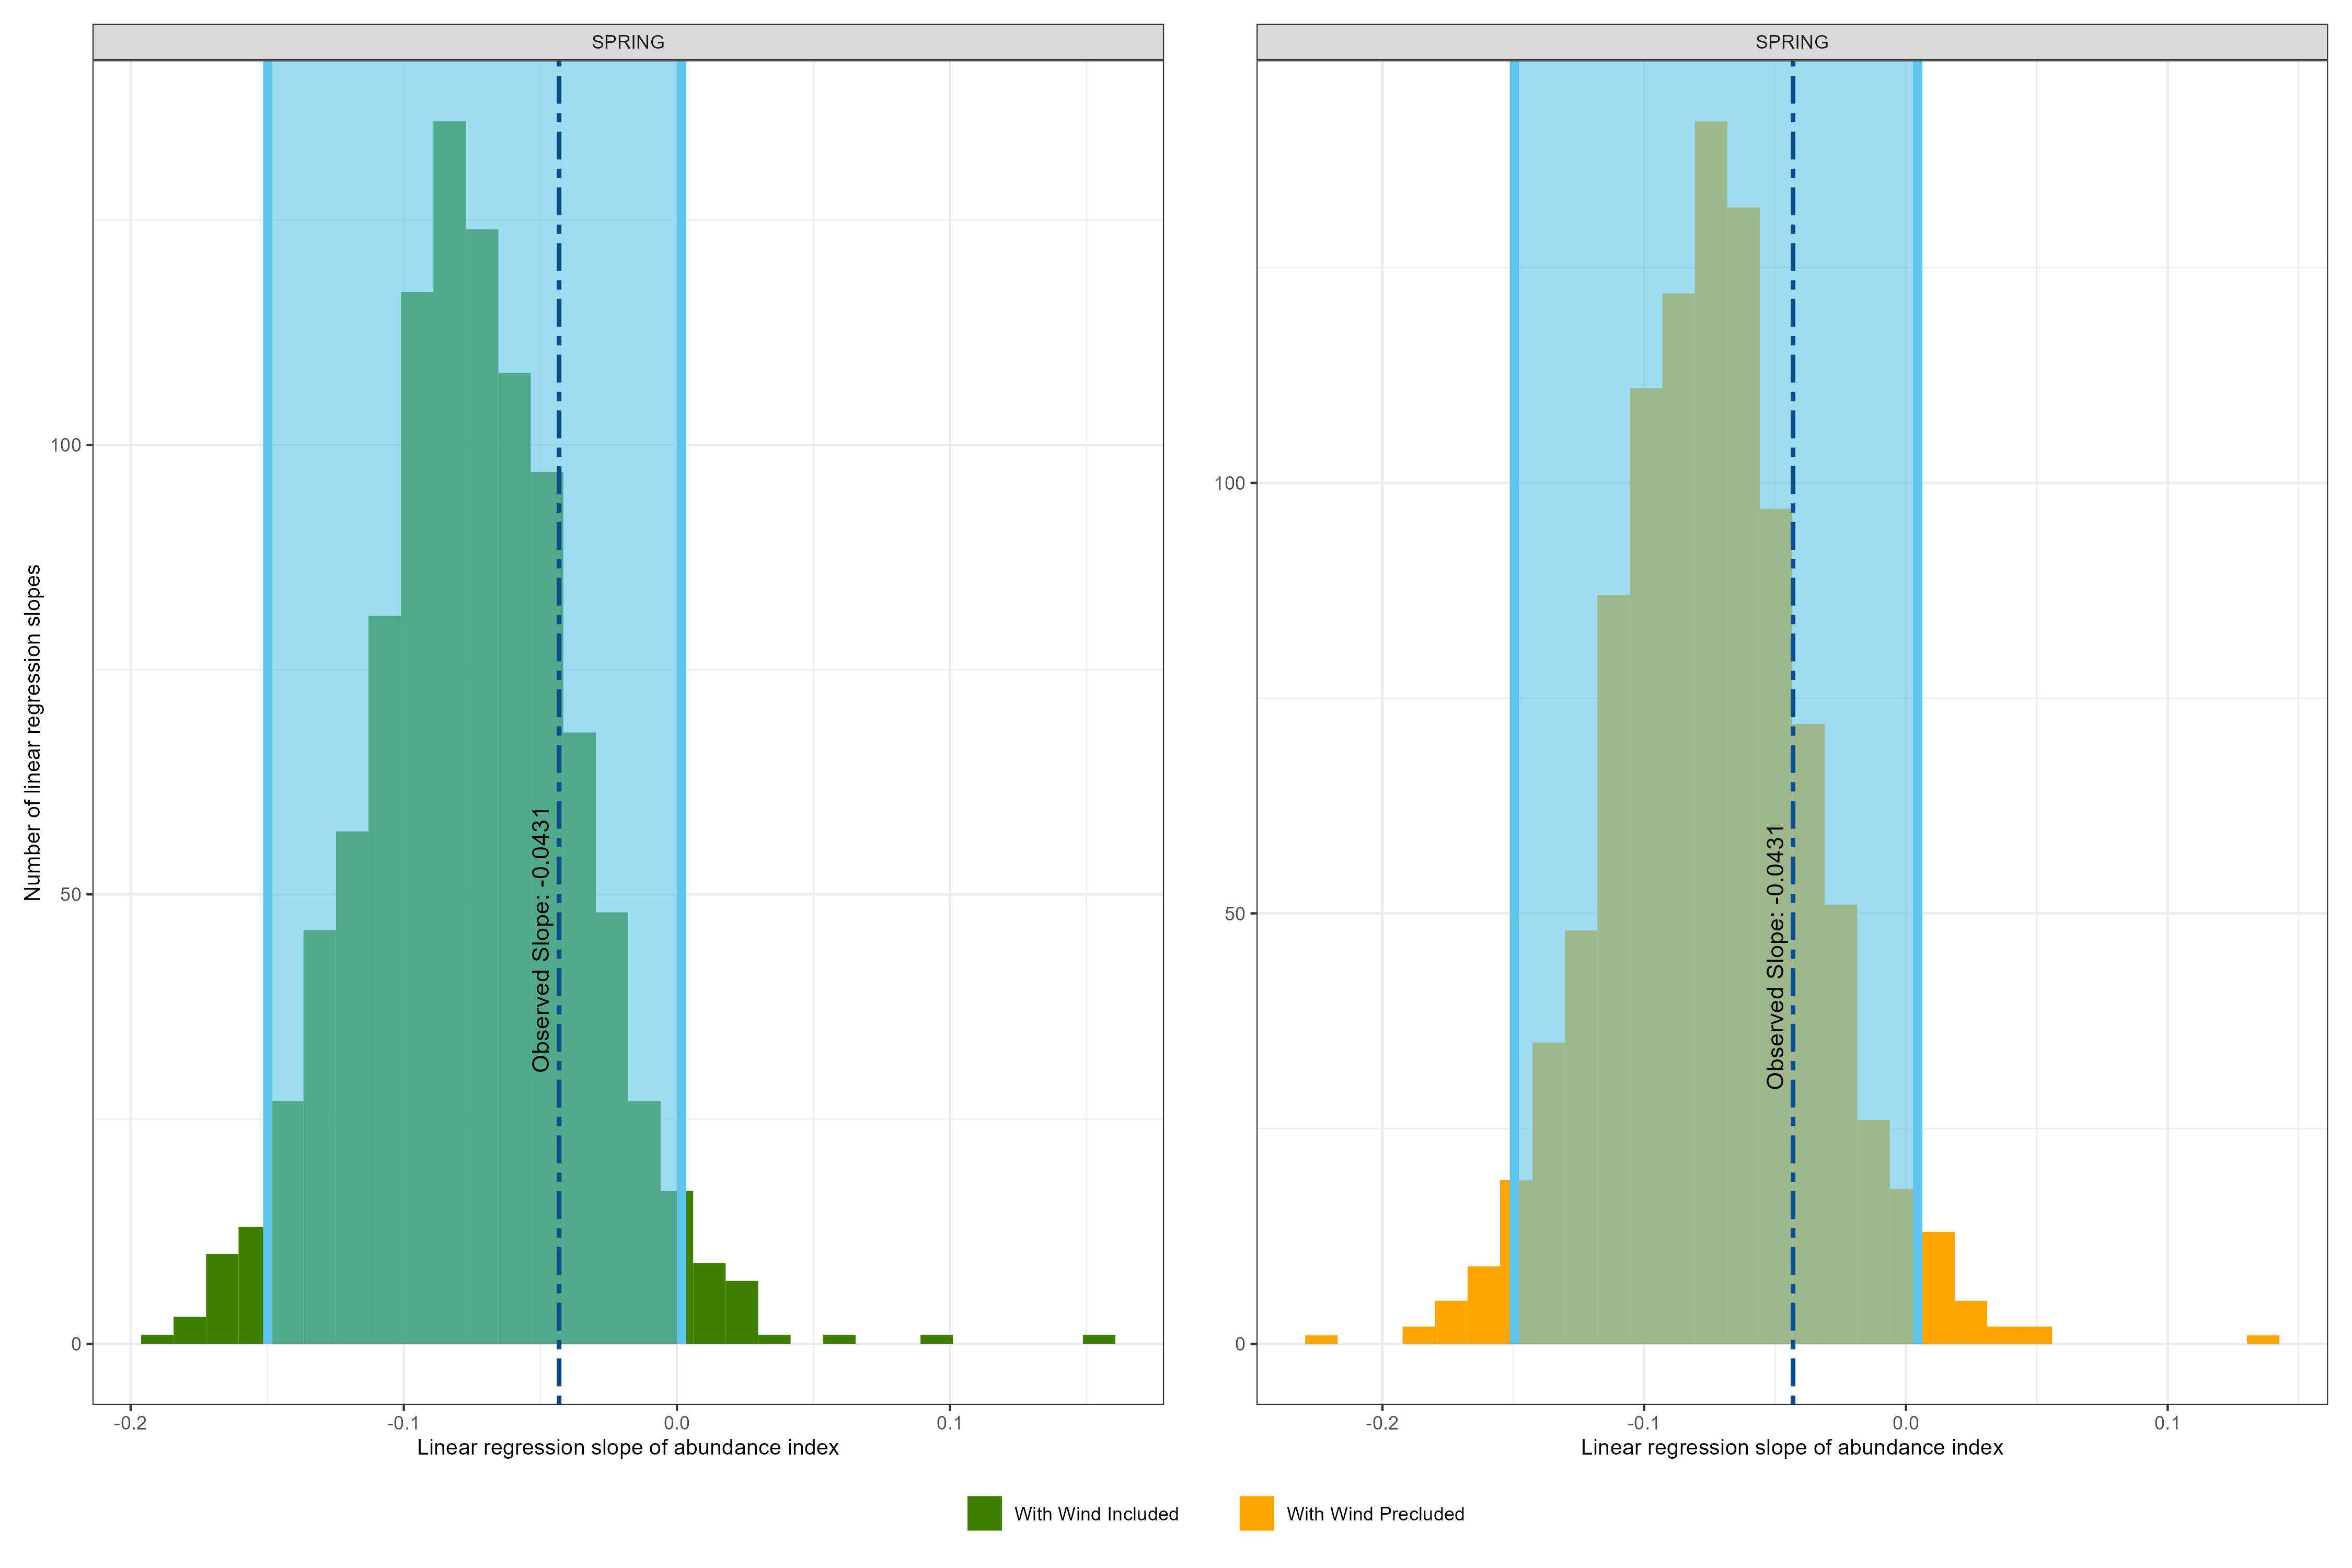 SPRING
SPRING
Number of linear regression slopes
100
50
0
Observed Slope: -0.0431
-0.2
-0.1
0.0
0.1
Linear regression slope of abundance index
100
50
0
Observed Slope: -0.0431
-0.2
-0.1
0.0
0.1
Linear regression slope of abundance index
With Wind Included
With Wind Precluded